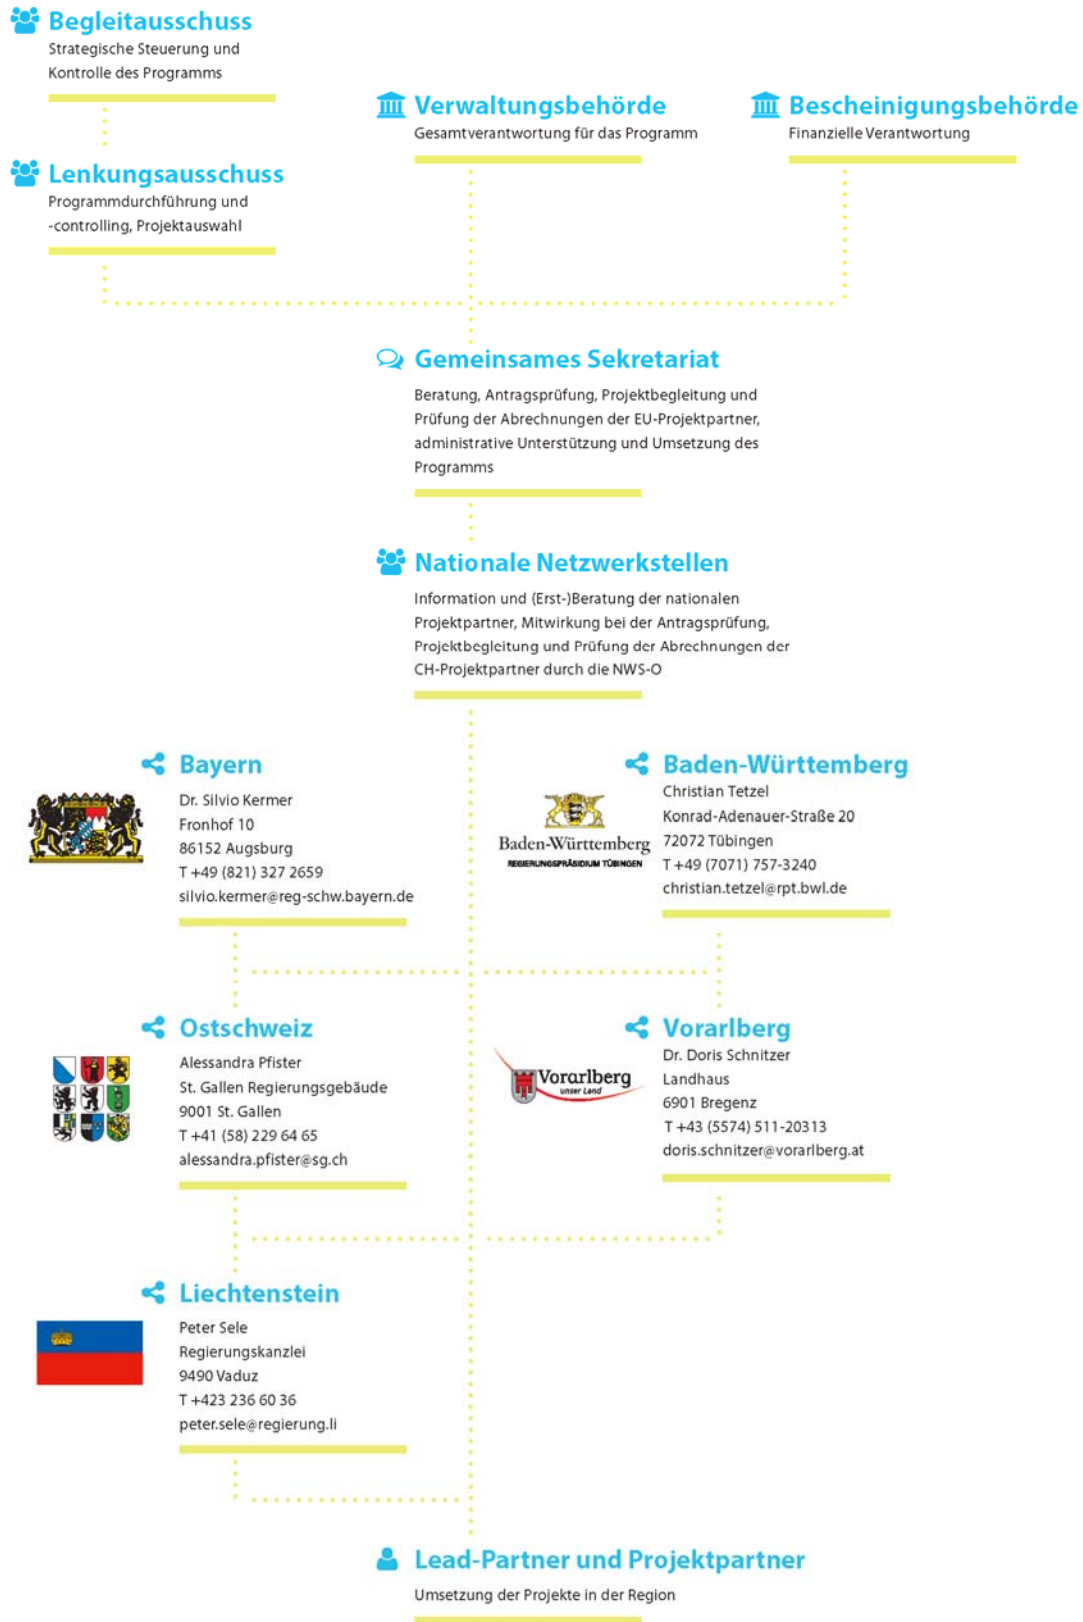 Begleitausschuss
Strategische Steuerung und
Kontrolle des Programms
Verwaltungsbehörde
Gesamtverantwortung für das Programm
Bescheinigungsbehörde
Finanzielle Verantwortung
Lenkungsausschuss
Programmdurchführung und
-controlling, Projektauswahl
Gemeinsames Sekretariat
Beratung, Antragsprüfung, Projektbegleitung und
Prüfung der Abrechnungen der EU-Projektpartner,
administrative Unterstützung und Umsetzung des
Programms
Nationale Netzwerkstellen
Information und (Erst-)Beratung der nationalen
Projektpartner, Mitwirkung bei der Antragsprüfung,
Projektbegleitung und Prüfung der Abrechnungen der
CH-Projektpartner durch die NWS-O
Bayern
Dr. Silvio Kermer
Fronhof 10
86152 Augsburg
T +49 (821) 327 2659
silvio.kermer@reg-schw.bayern.de
Baden-Württemberg
REGIERUNGSPRÄSIDIUM TÜBINGEN
Baden-Württemberg
Christian Tetzel
Konrad-Adenauer-Straße 20
72072 Tübingen
T +49 (7071) 757-3240
christian.tetzel@rpt.bwl.de
Ostschweiz
Alessandra Pfister
St. Gallen Regierungsgebäude
9001 St. Gallen
T +41 (58) 229 64 65
alessandra.pfister@sg.ch
Vorarlberg
unser Land
Vorarlberg
Dr. Doris Schnitzer
Landhaus
6901 Bregenz
T +43 (5574) 511-20313
doris.schnitzer@vorarlberg.at
Liechtenstein
Peter Sele
Regierungskanzlei
9490 Vaduz
T +423 236 60 36
peter.sele@regierung.li
Lead-Partner und Projektpartner
Umsetzung der Projekte in der Region